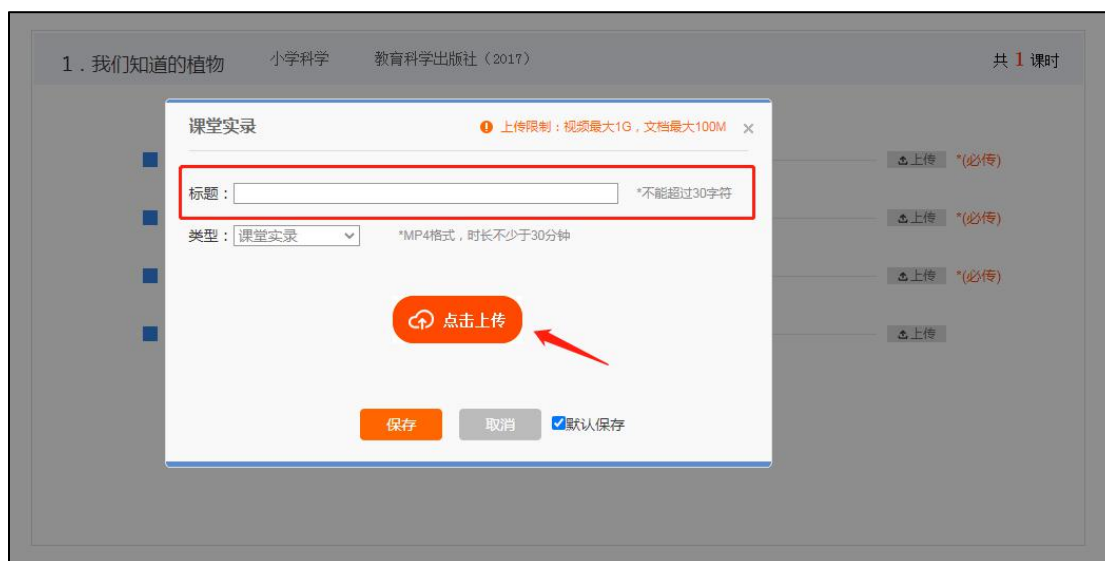 1．我们知道的植物 小学科学 教育科学出版社（2017） 共 1 课时
课堂实录 上传限制：视频最大1G，文档最大100M ×
上传 *(必传)
标题： *不能超过30字符
上传 *(必传)
类型： 课堂实录 *MP4格式，时长不少于30分钟
上传 *(必传)
点击上传
上传
保存 取消 默认保存